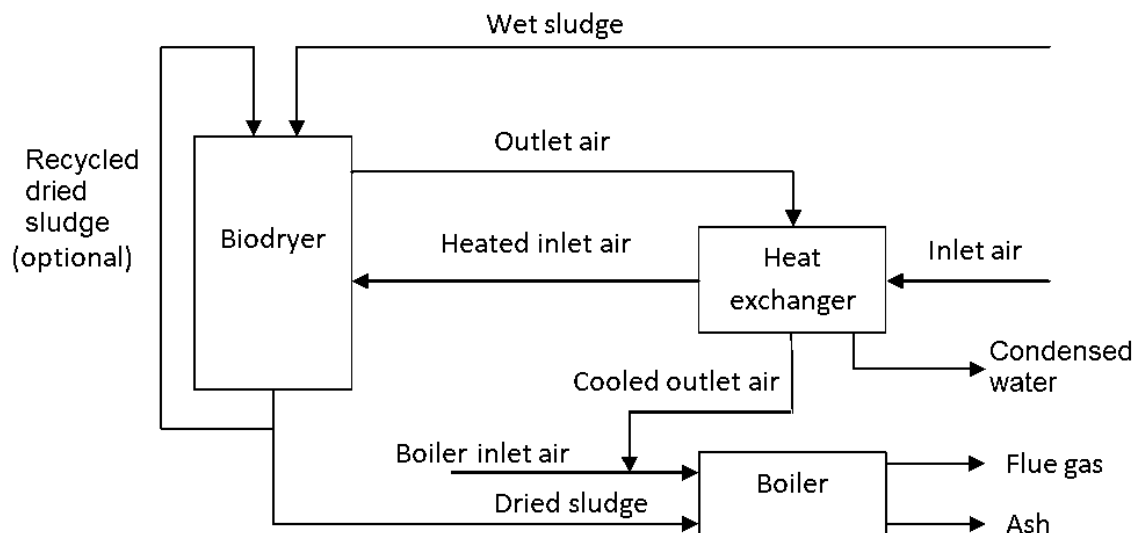 Wet sludge
Outlet air
Recycled
dried
sludge
(optional)
Biodryer
Heated inlet air
Heat
exchanger
Inlet air
Condensed
water
Cooled outlet air
Boiler inlet air
Boiler
Flue gas
Dried sludge
Ash